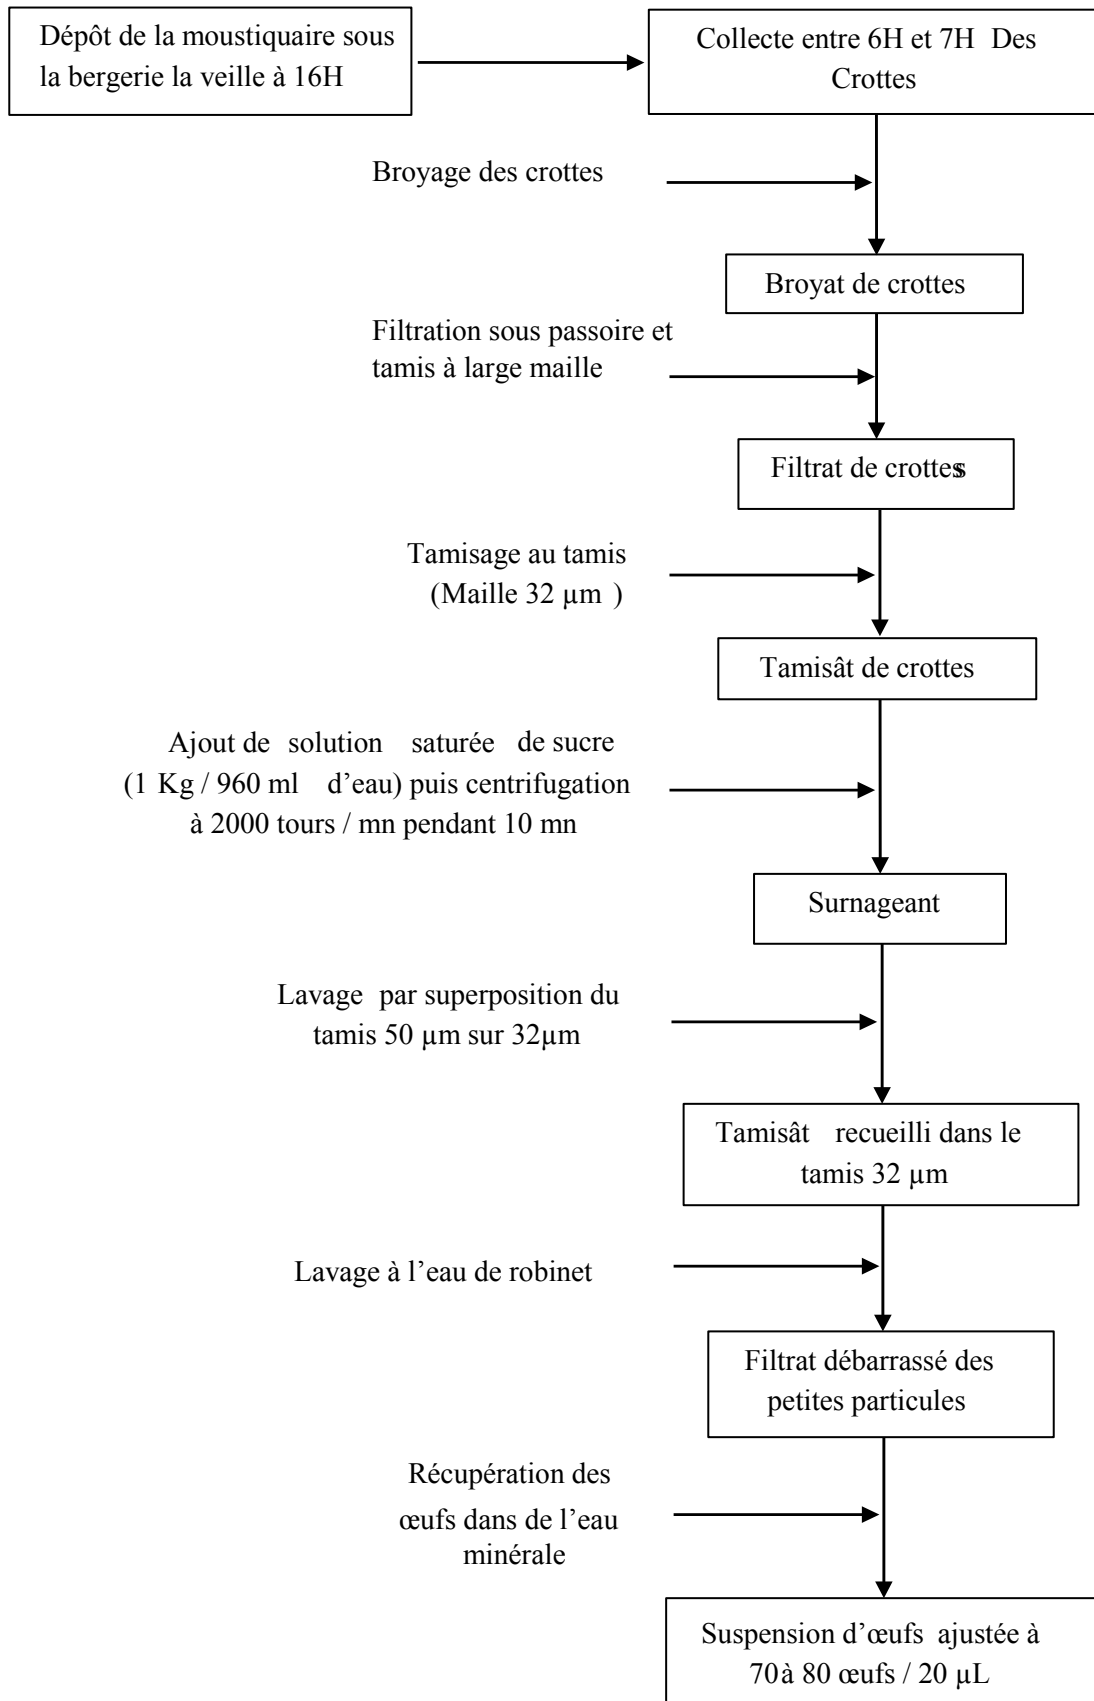 Dépôt de la moustiquaire sous
la bergerie la veille à 16H
Collecte entre 6H et 7H Des
Crottes
Broyage des crottes
Broyat de crottes
Filtration sous passoire et
tamis à large maille
Filtrat de crottes
Tamisage au tamis
(Maille 32 µm )
Tamisât de crottes
Ajout de solution saturée de sucre
(1 Kg / 960 ml d’eau) puis centrifugation
à 2000 tours / mn pendant 10 mn
Surnageant
Lavage par superposition du
tamis 50 µm sur 32µm
Tamisât recueilli dans le
tamis 32 µm
Lavage à l’eau de robinet
Filtrat débarrassé des
petites particules
Récupération des
œufs dans de l’eau
minérale
Suspension d’œufs ajustée à
70 à 80 œufs / 20 µL